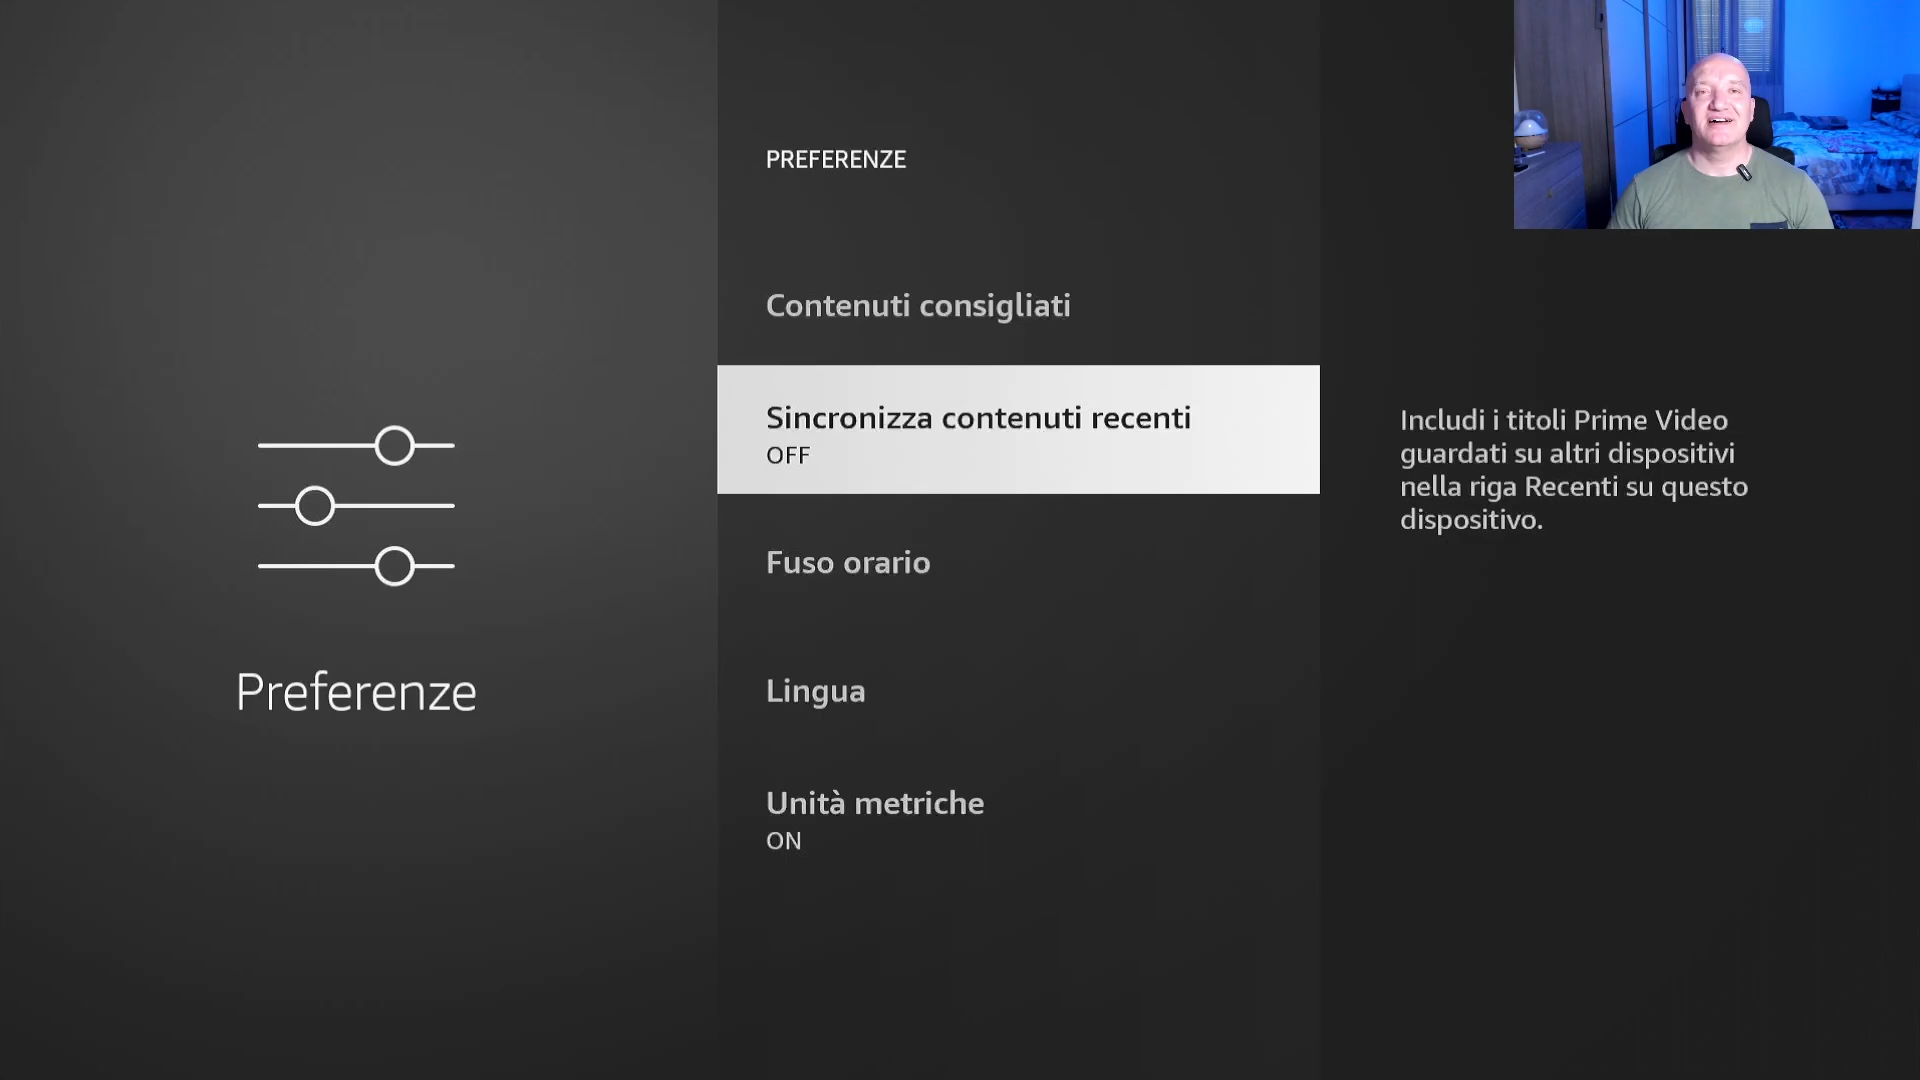 Preferenze
PREFERENZE
Contenuti consigliati
Sincronizza contenuti recenti
OFF
Fuso orario
Lingua
Unità metriche
ON
Includi i titoli Prime Video
guardati su altri dispositivi
nella riga Recenti su questo
dispositivo.